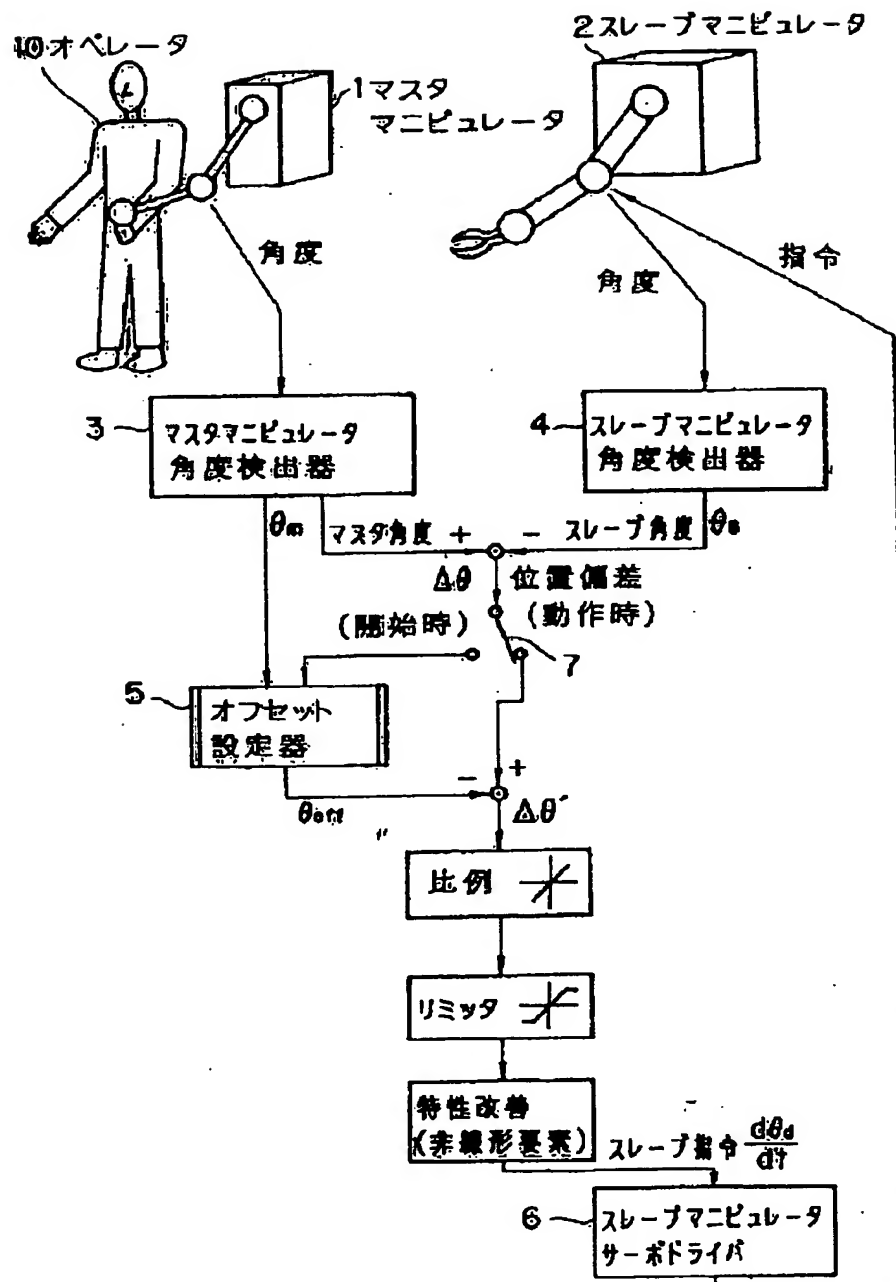 10オペレータ
1マスタ
マニピュレータ
2スレーブマニピュレータ
角度
角度
指令
3
マスタマニピュレータ
角度検出器
4
スレーブマニピュレータ
角度検出器
θm
マスタ角度 +
- スレーブ角度 θs
Δθ 位置偏差
(開始時)
(動作時)
7
5
オフセット
設定器
θoff
-
+
Δθ'
比例
リミッタ
特性改善
(非線形要素)
スレーブ指令 dθd/dt
6
スレーブマニピュレータ
サーボドライバ